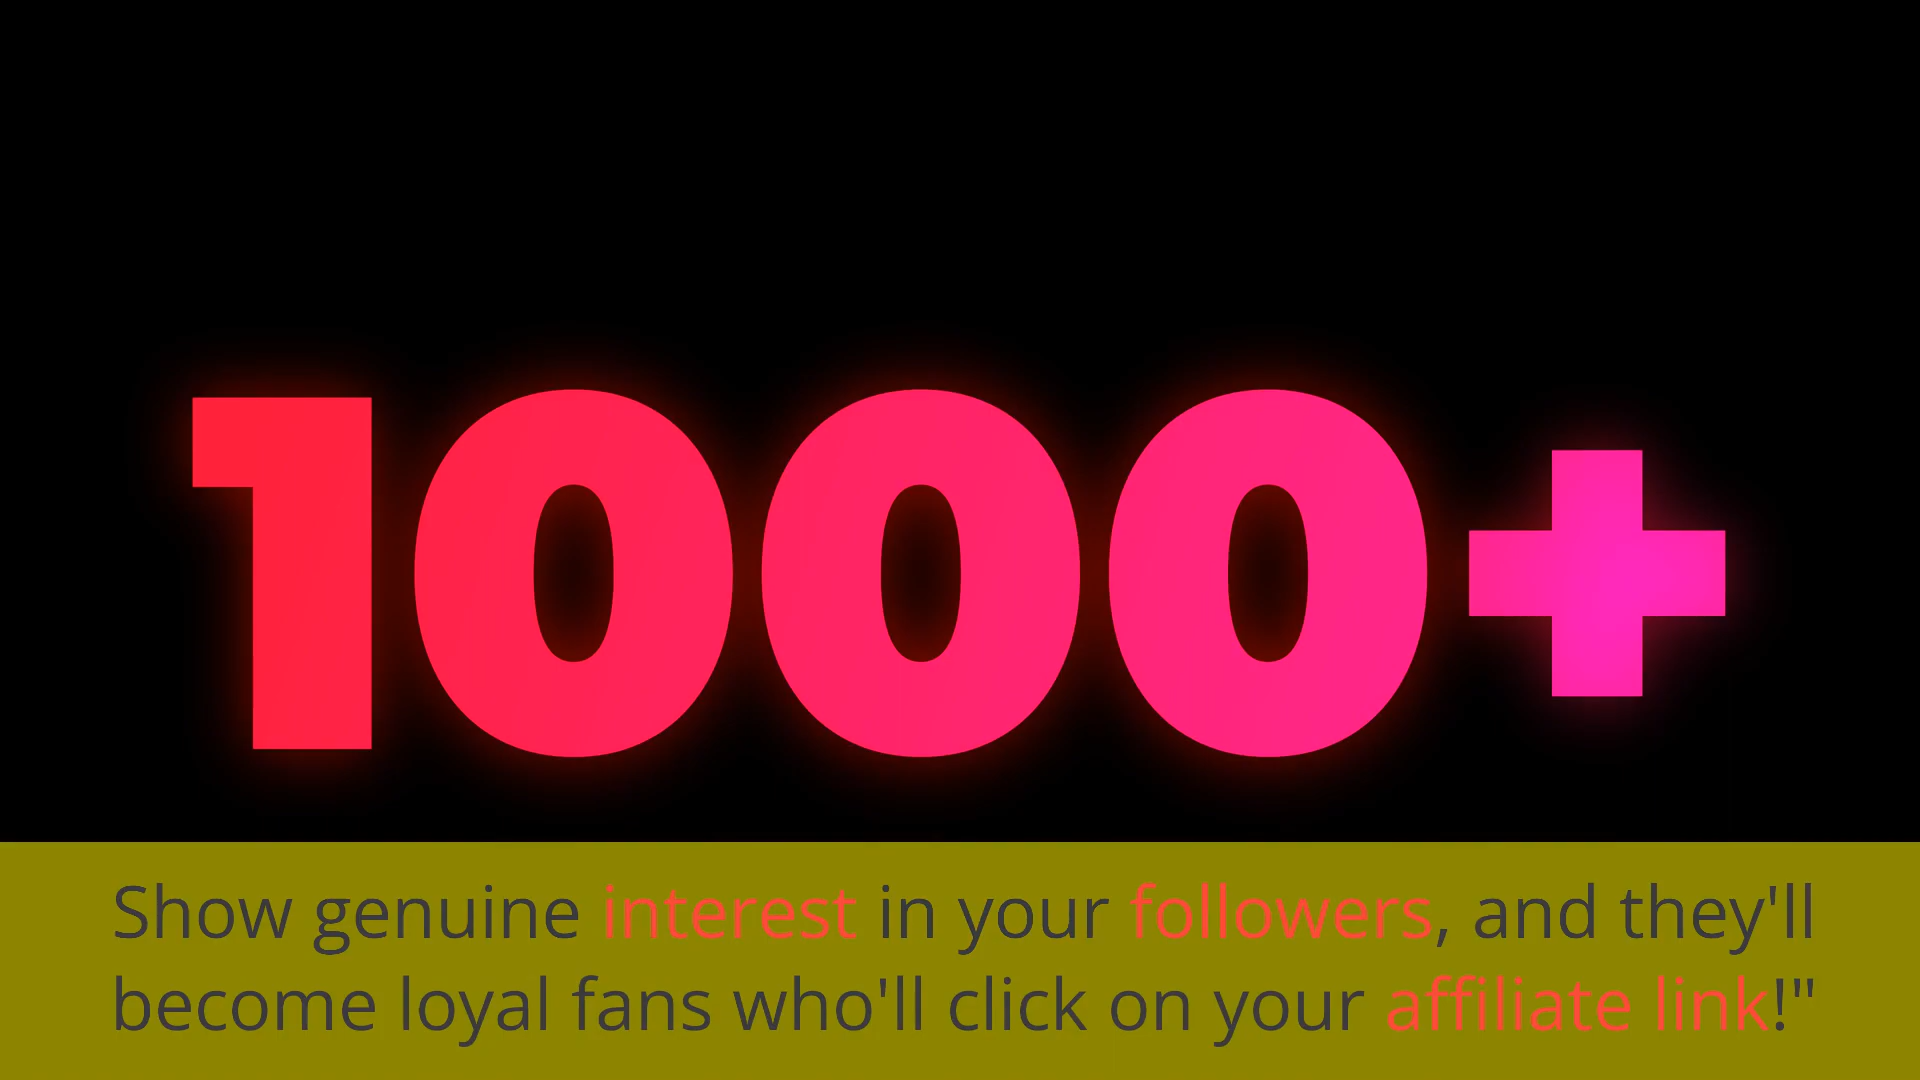 1000+
Show genuine interest in your followers, and they'll
become loyal fans who'll click on your affiliate link!"